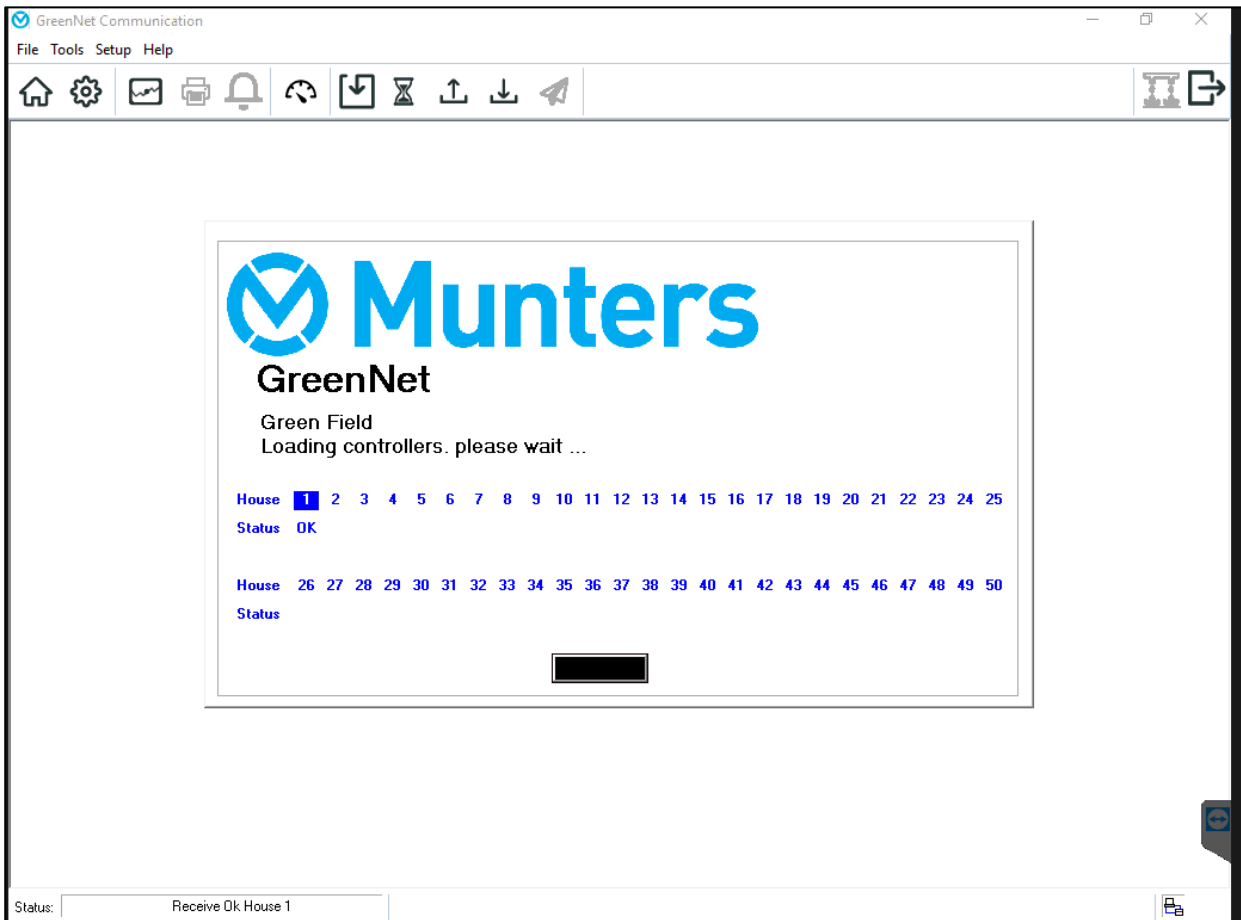 GreenNet Communication
File Tools Setup Help
Munters
GreenNet
Green Field
Loading controllers. please wait ...
House 1 2 3 4 5 6 7 8 9 10 11 12 13 14 15 16 17 18 19 20 21 22 23 24 25
Status OK
House 26 27 28 29 30 31 32 33 34 35 36 37 38 39 40 41 42 43 44 45 46 47 48 49 50
Status
Status: Receive Ok House 1